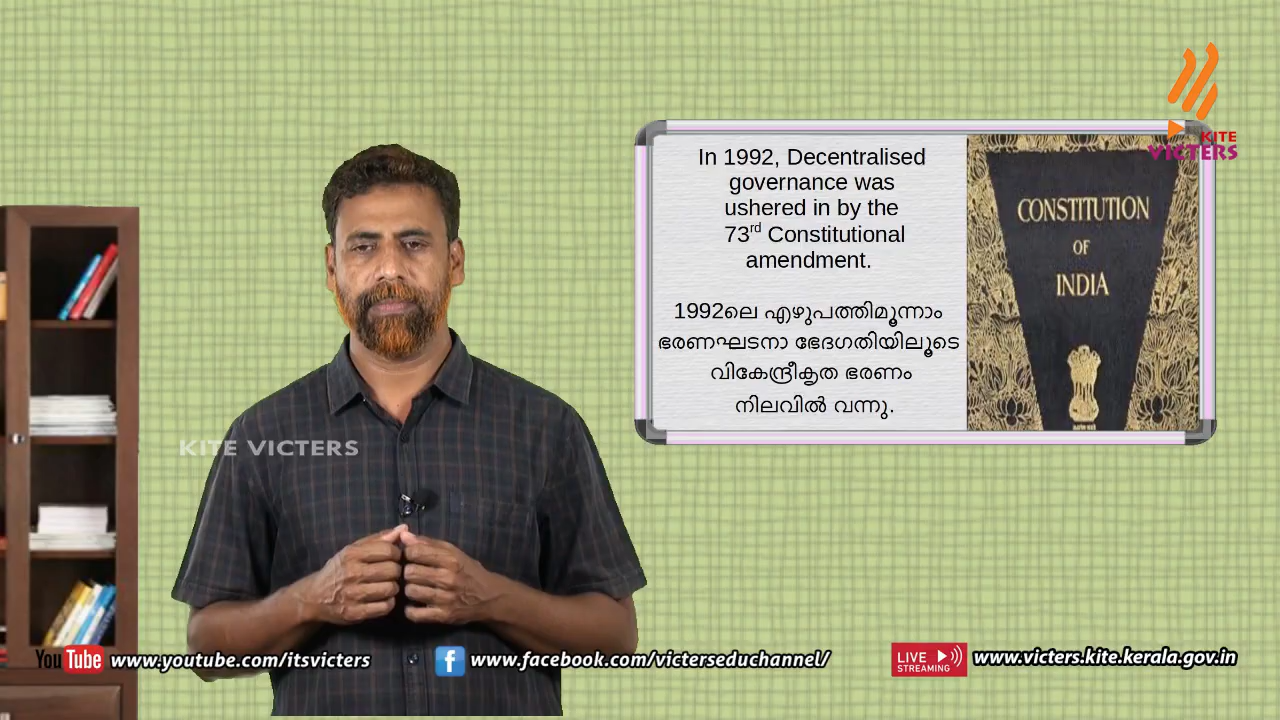 KITE
VICTERS
In 1992, Decentralised
governance was
ushered in by the
73rd Constitutional
amendment.
1992ലെ എഴുപത്തിമൂന്നാം
ഭരണഘടനാ ഭേദഗതിയിലൂടെ
വികേന്ദ്രീകൃത ഭരണം
നിലവിൽ വന്നു.
CONSTITUTION
OF
INDIA
KITE VICTERS
You Tube www.youtube.com/itsvicters
f www.facebook.com/victerseduchannel/
LIVE
STREAMING
www.victers.kite.kerala.gov.in